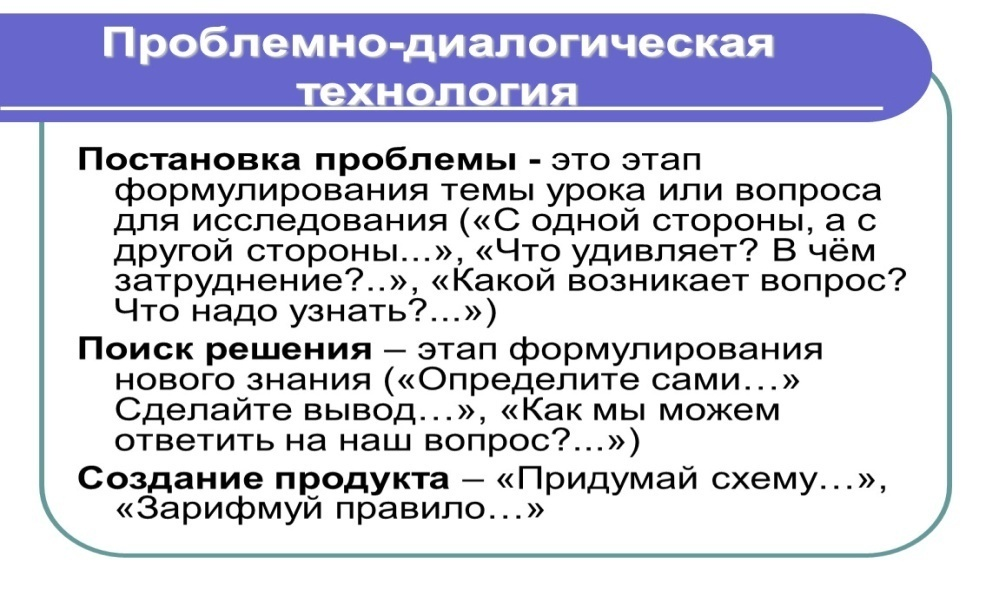 Проблемно-диалогическая
технология
Постановка проблемы - это этап
формулирования темы урока или вопроса
для исследования («С одной стороны, а с
другой стороны...», «Что удивляет? В чём
затруднение?..», «Какой возникает вопрос?
Что надо узнать?...»)
Поиск решения – этап формулирования
нового знания («Определите сами...»
Сделайте вывод...», «Как мы можем
ответить на наш вопрос?...»)
Создание продукта – «Придумай схему...»,
«Зарифмуй правило...»